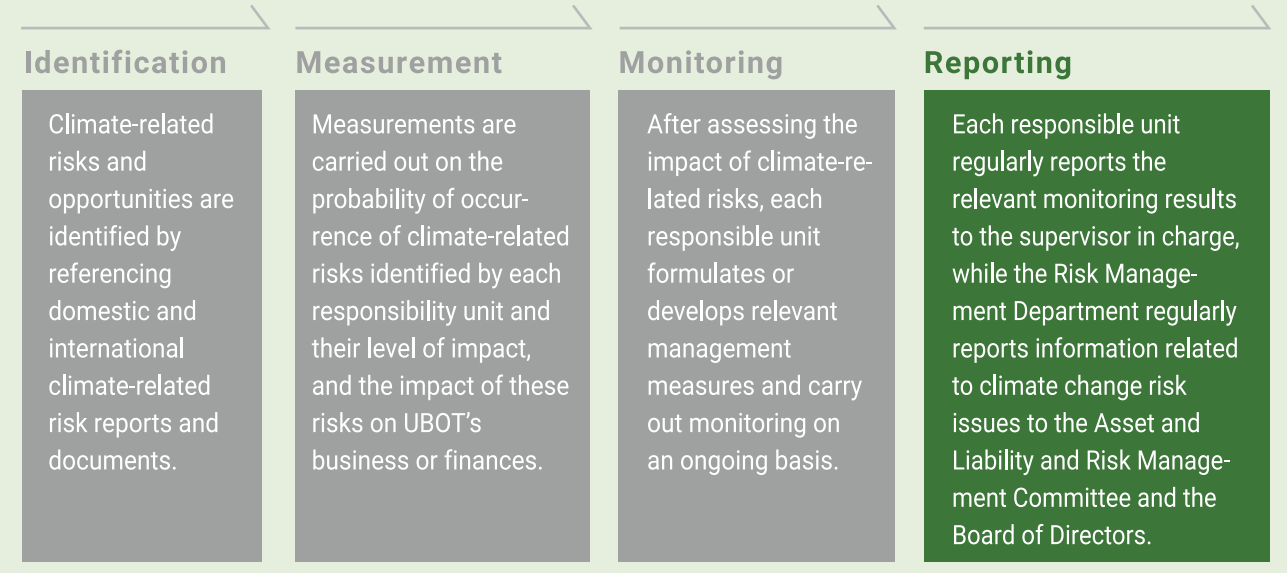 Identification
Climate-related
risks and
opportunities are
identified by
referencing
domestic and
international
climate-related
risk reports and
documents.
Measurement
Measurements are
carried out on the
probability of occur-
rence of climate-related
risks identified by each
responsibility unit and
their level of impact,
and the impact of these
risks on UBOT’s
business or finances.
Monitoring
After assessing the
impact of climate-re-
lated risks, each
responsible unit
formulates or
develops relevant
management
measures and carry
out monitoring on
an ongoing basis.
Reporting
Each responsible unit
regularly reports the
relevant monitoring results
to the supervisor in charge,
while the Risk Manage-
ment Department regularly
reports information related
to climate change risk
issues to the Asset and
Liability and Risk Manage-
ment Committee and the
Board of Directors.